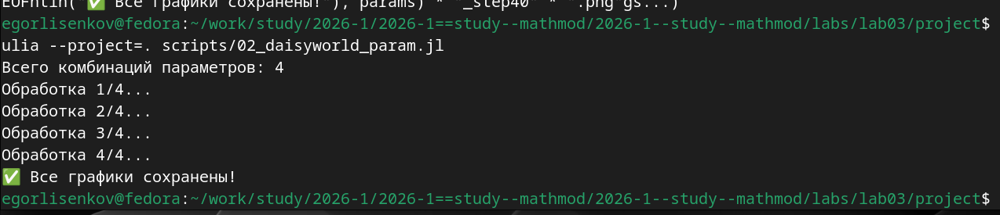 EOFntln("✅ Все графики сохранены!"), params) * "_step40" * ".png"gs...)
egorlisenkov@fedora:~/work/study/2026-1/2026-1==study--mathmod/2026-1--study--mathmod/labs/lab03/project$
ulia --project=. scripts/02_daisyworld_param.jl
Всего комбинаций параметров: 4
Обработка 1/4...
Обработка 2/4...
Обработка 3/4...
Обработка 4/4...
✅ Все графики сохранены!
egorlisenkov@fedora:~/work/study/2026-1/2026-1==study--mathmod/2026-1--study--mathmod/labs/lab03/project$